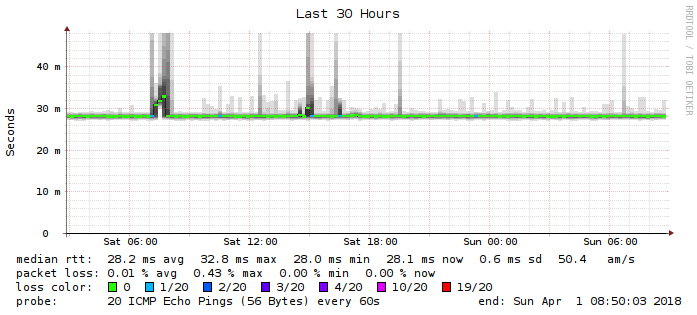 Last 30 Hours
RRDTOOL / TOBI OETIKER
Seconds
40 m
30 m
20 m
10 m
0
Sat 06:00 Sat 12:00 Sat 18:00 Sun 00:00 Sun 06:00
median rtt: 28.2 ms avg 32.8 ms max 28.0 ms min 28.1 ms now 0.6 ms sd 50.4 am/s
packet loss: 0.01 % avg 0.43 % max 0.00 % min 0.00 % now
loss color: 0 1/20 2/20 3/20 4/20 10/20 19/20
probe: 20 ICMP Echo Pings (56 Bytes) every 60s end: Sun Apr 1 08:50:03 2018